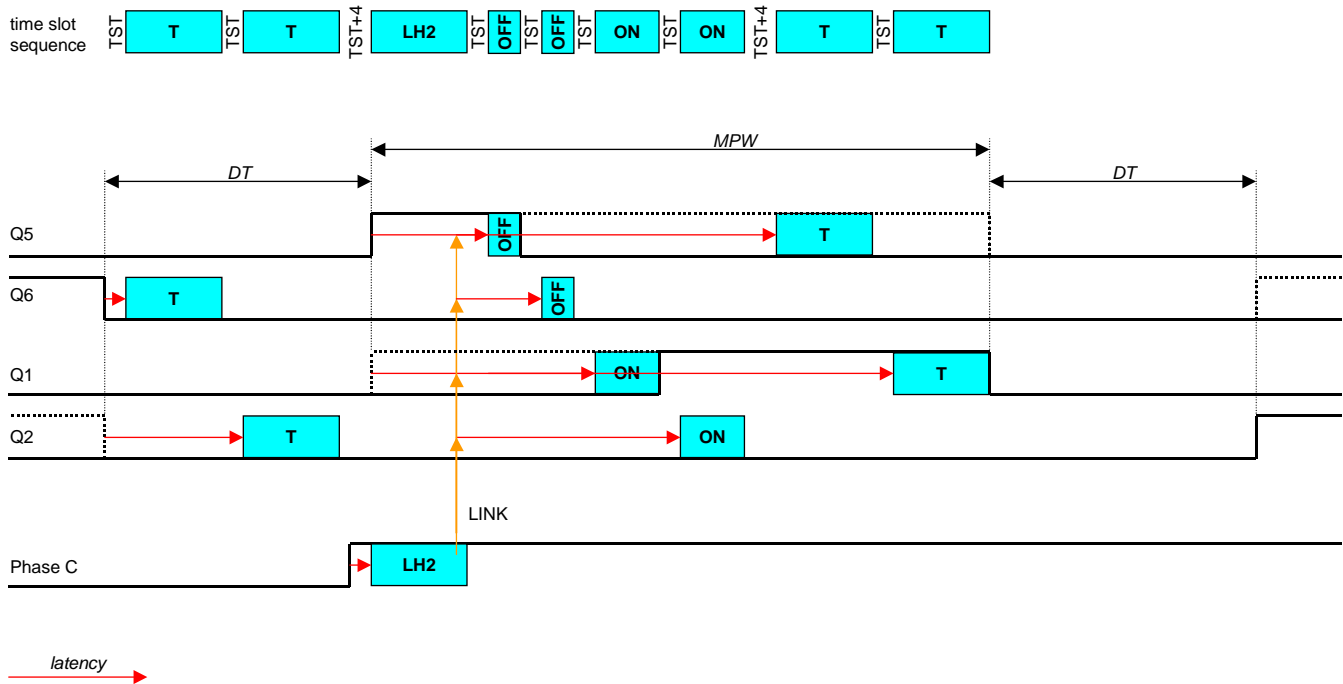 time slot
sequence
TST T TST T TST+4 LH2 TST OFF TST OFF TST ON TST ON TST+4 T TST T
MPW
DT DT
Q5 OFF T
Q6 T OFF
Q1 ON T
Q2 T ON
LINK
Phase C LH2
latency